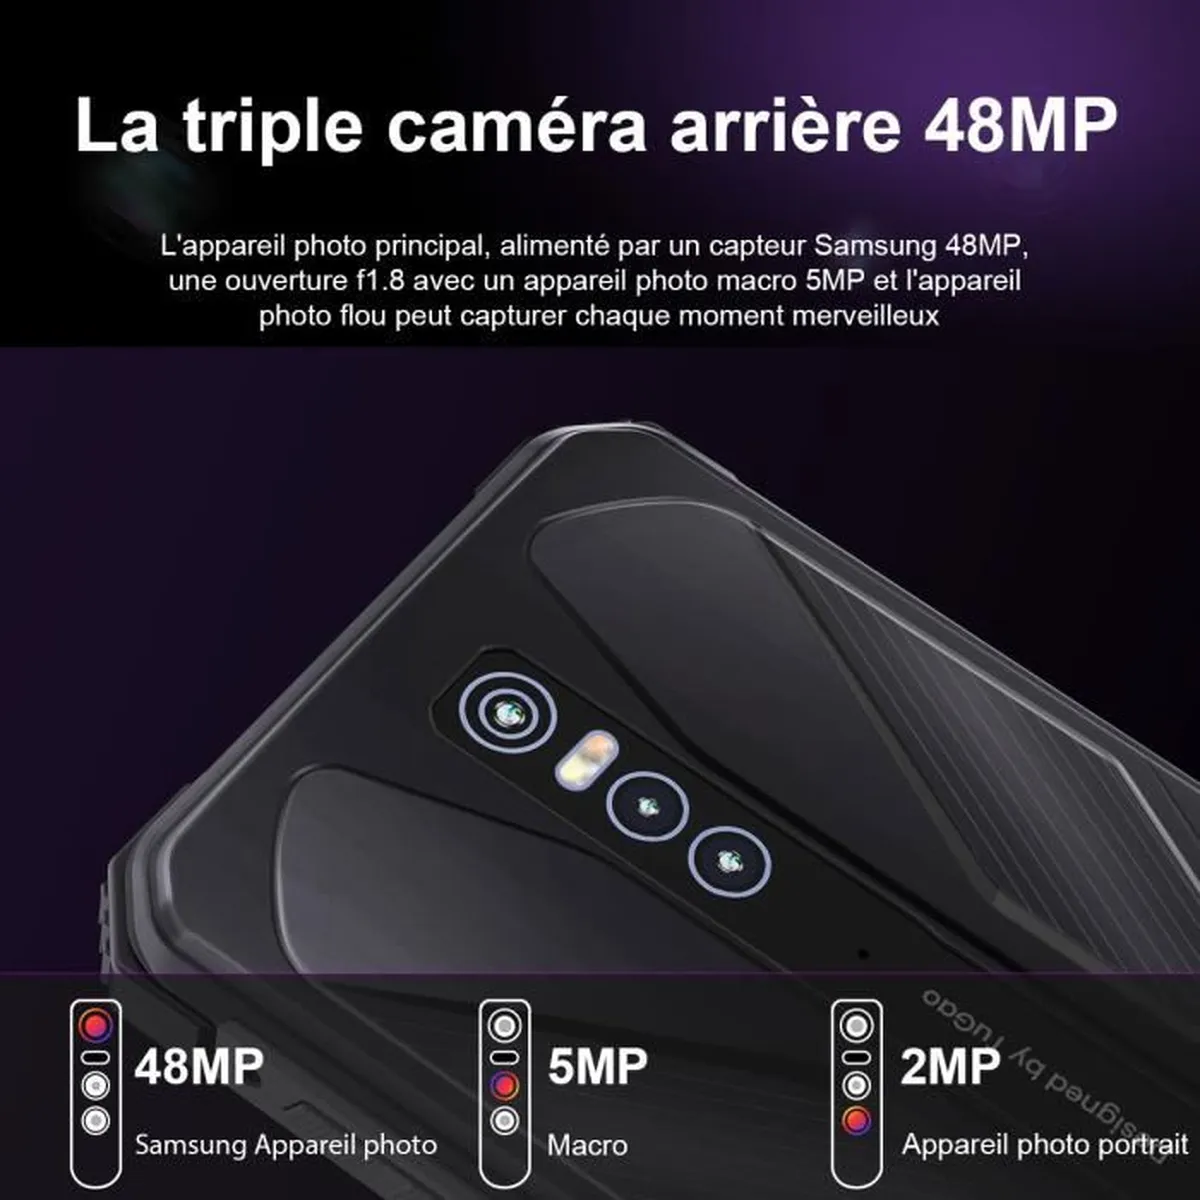 La triple caméra arrière 48MP
L'appareil photo principal, alimenté par un capteur Samsung 48MP,
une ouverture f1.8 avec un appareil photo macro 5MP et l'appareil
photo flou peut capturer chaque moment merveilleux
48MP
Samsung Appareil photo
5MP
Macro
2MP
Appareil photo portrait
Designed by TuGao